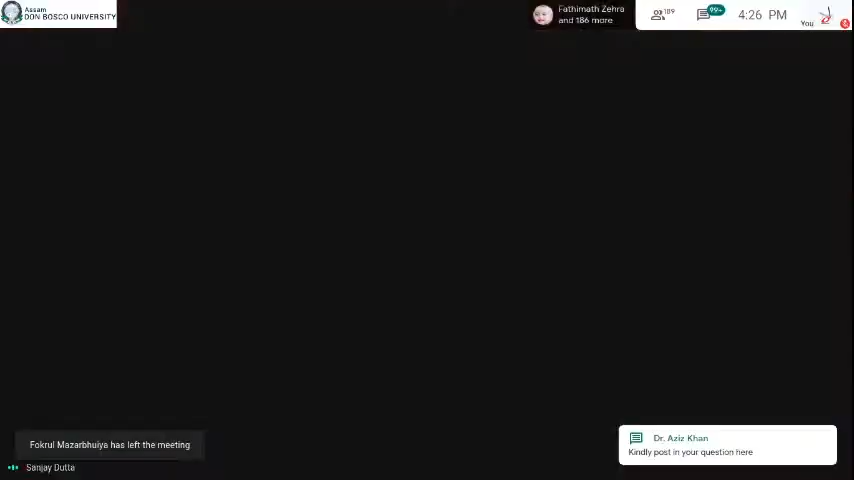 Assam
DON BOSCO UNIVERSITY
Fathimath Zehra
and 186 more
189
99+
4:26 PM
You
Fokrul Mazarbhuiya has left the meeting
Sanjay Dutta
Dr. Aziz Khan
Kindly post in your question here